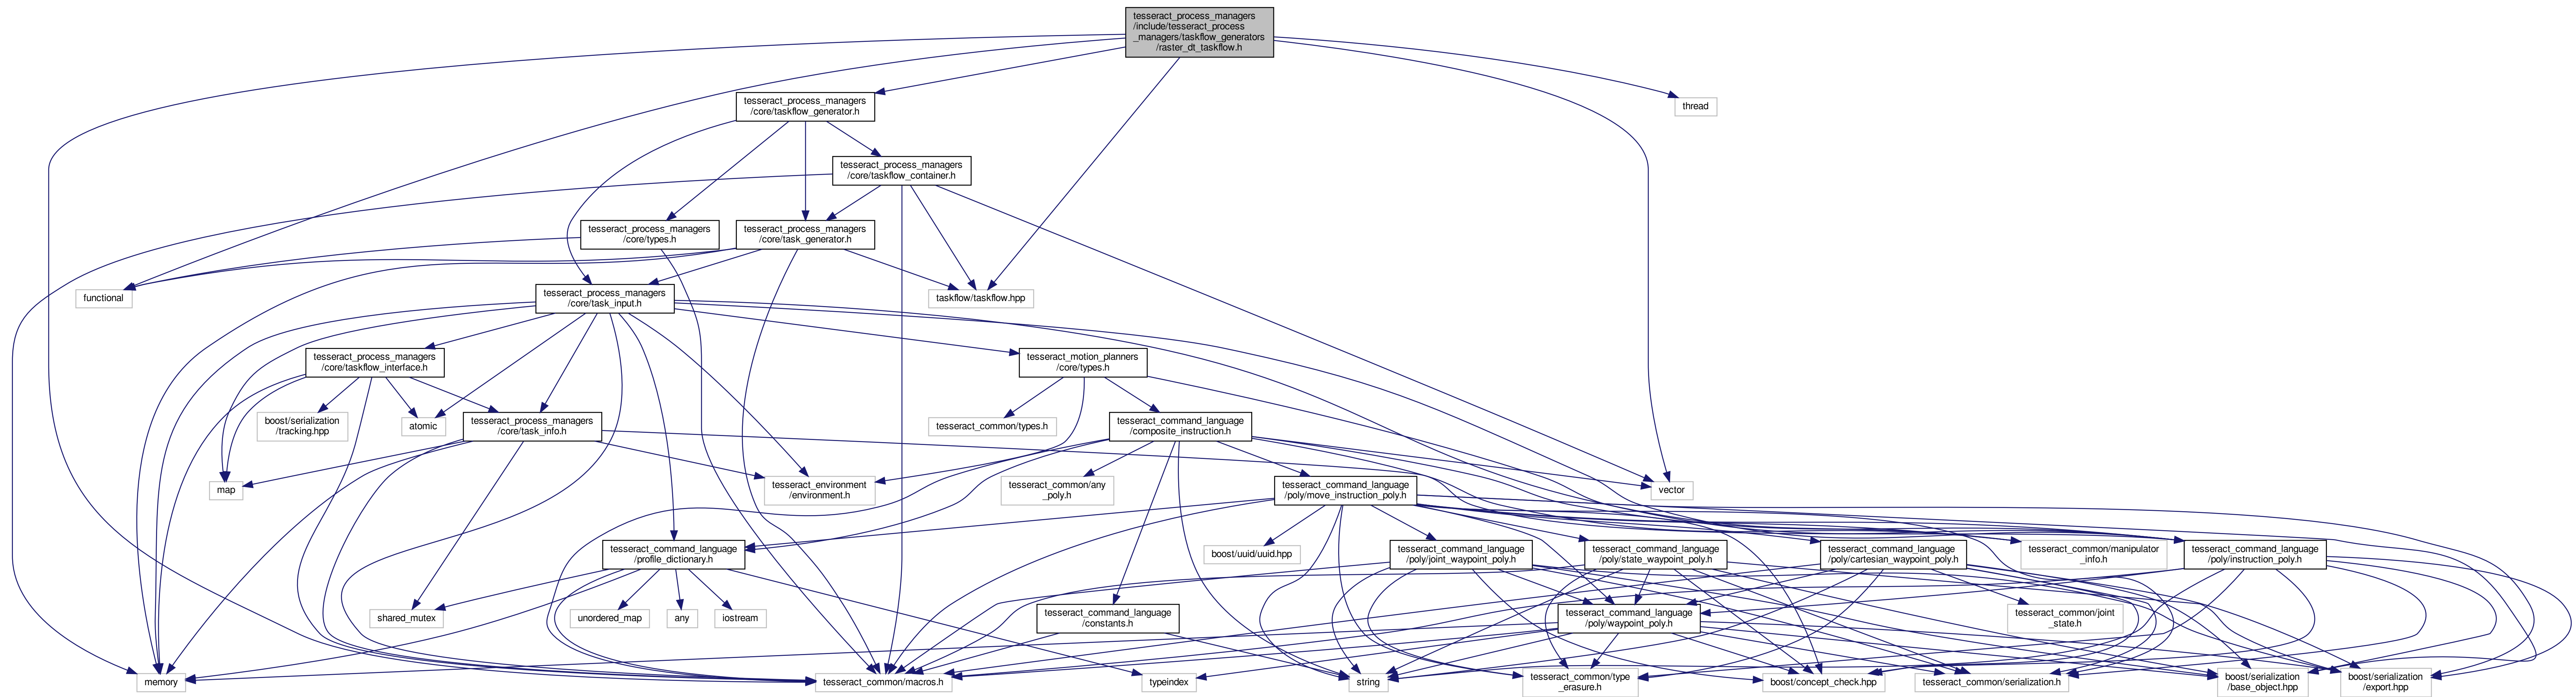 tesseract_process_managers
/include/tesseract_process
_managers/taskflow_generators
/raster_dt_taskflow.h
tesseract_process_managers
/core/taskflow_generator.h
thread
tesseract_process_managers
/core/taskflow_container.h
tesseract_process_managers
/core/types.h
tesseract_process_managers
/core/task_generator.h
functional
tesseract_process_managers
/core/task_input.h
taskflow/taskflow.hpp
tesseract_process_managers
/core/taskflow_interface.h
tesseract_motion_planners
/core/types.h
boost/serialization
/tracking.hpp
atomic
tesseract_process_managers
/core/task_info.h
tesseract_common/types.h
tesseract_command_language
/composite_instruction.h
map
tesseract_environment
/environment.h
tesseract_common/any
_poly.h
tesseract_command_language
/poly/move_instruction_poly.h
vector
tesseract_command_language
/profile_dictionary.h
boost/uuid/uuid.hpp
tesseract_command_language
/poly/joint_waypoint_poly.h
tesseract_command_language
/poly/state_waypoint_poly.h
tesseract_command_language
/poly/cartesian_waypoint_poly.h
tesseract_common/manipulator
_info.h
tesseract_command_language
/poly/instruction_poly.h
shared_mutex
unordered_map
any
iostream
tesseract_command_language
/constants.h
tesseract_command_language
/poly/waypoint_poly.h
tesseract_common/joint
_state.h
memory
tesseract_common/macros.h
typeindex
string
tesseract_common/type
_erasure.h
boost/concept_check.hpp
tesseract_common/serialization.h
boost/serialization
/base_object.hpp
boost/serialization
/export.hpp